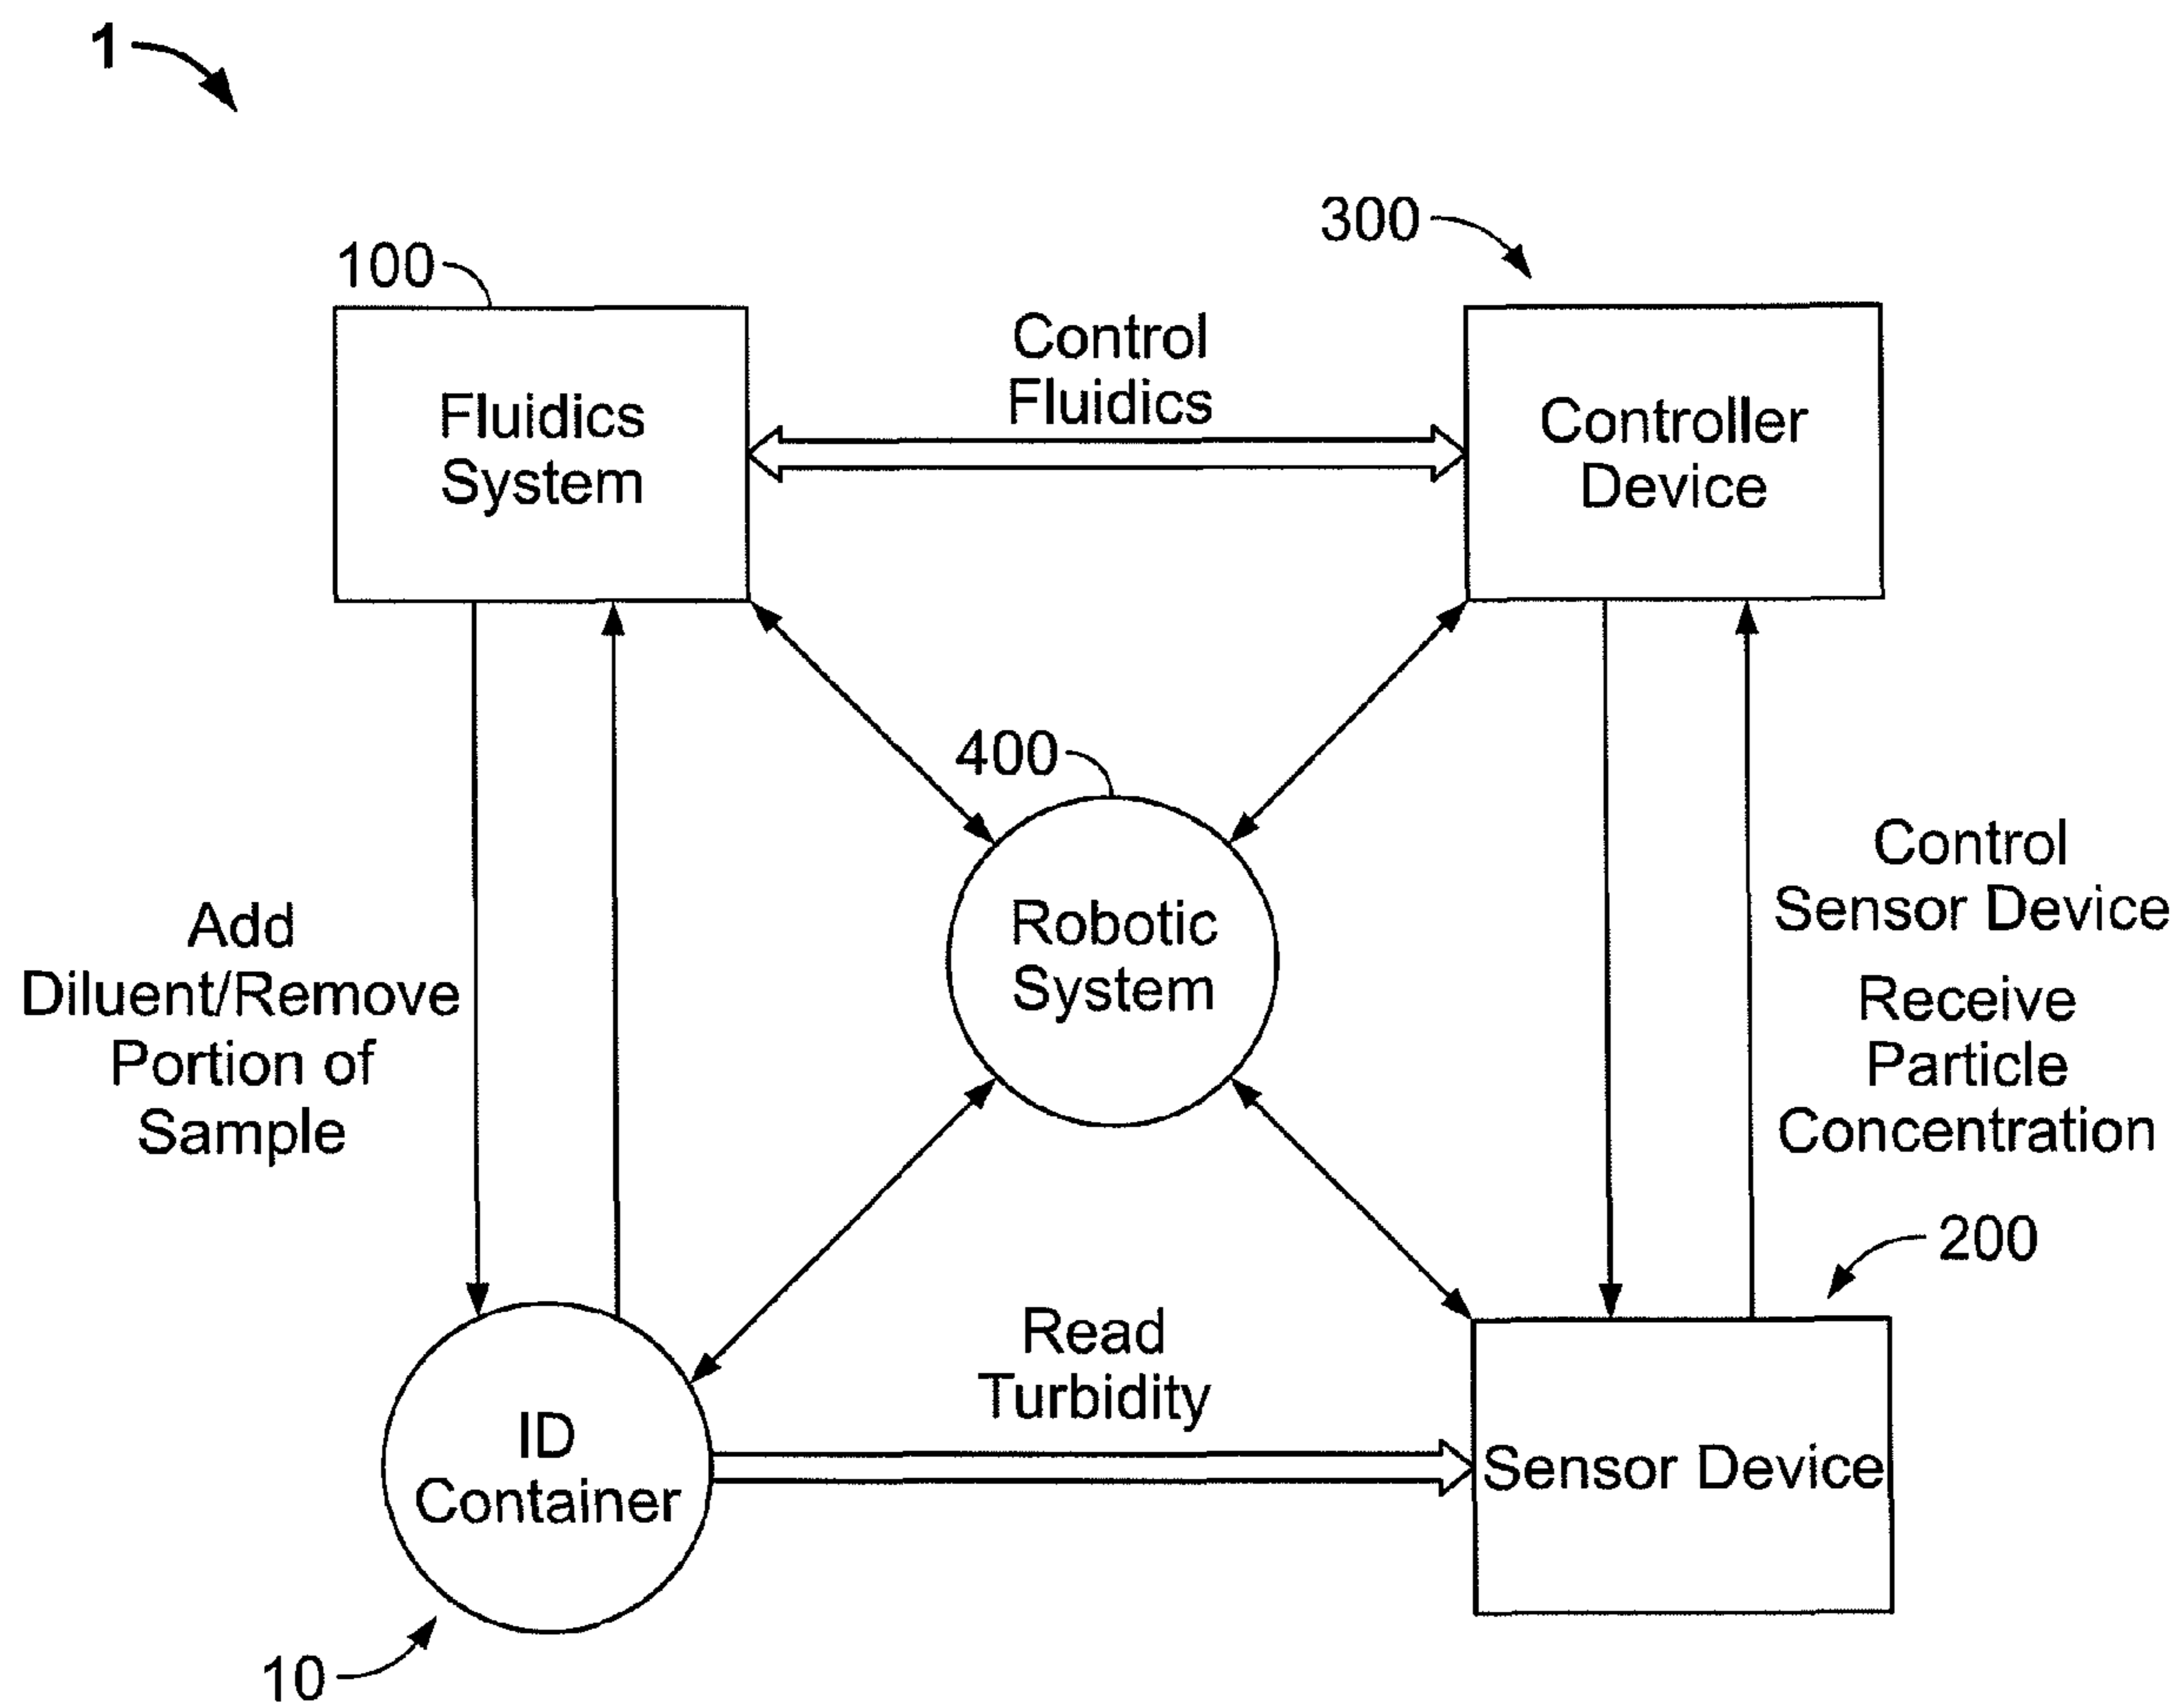 1
300
100
Control
Fluidics
Fluidics
System
Controller
Device
400
Control
Sensor Device
Receive
Particle
Concentration
Add
Diluent/Remove
Portion of
Sample
Robotic
System
200
Read
Turbidity
ID
Container
Sensor Device
10